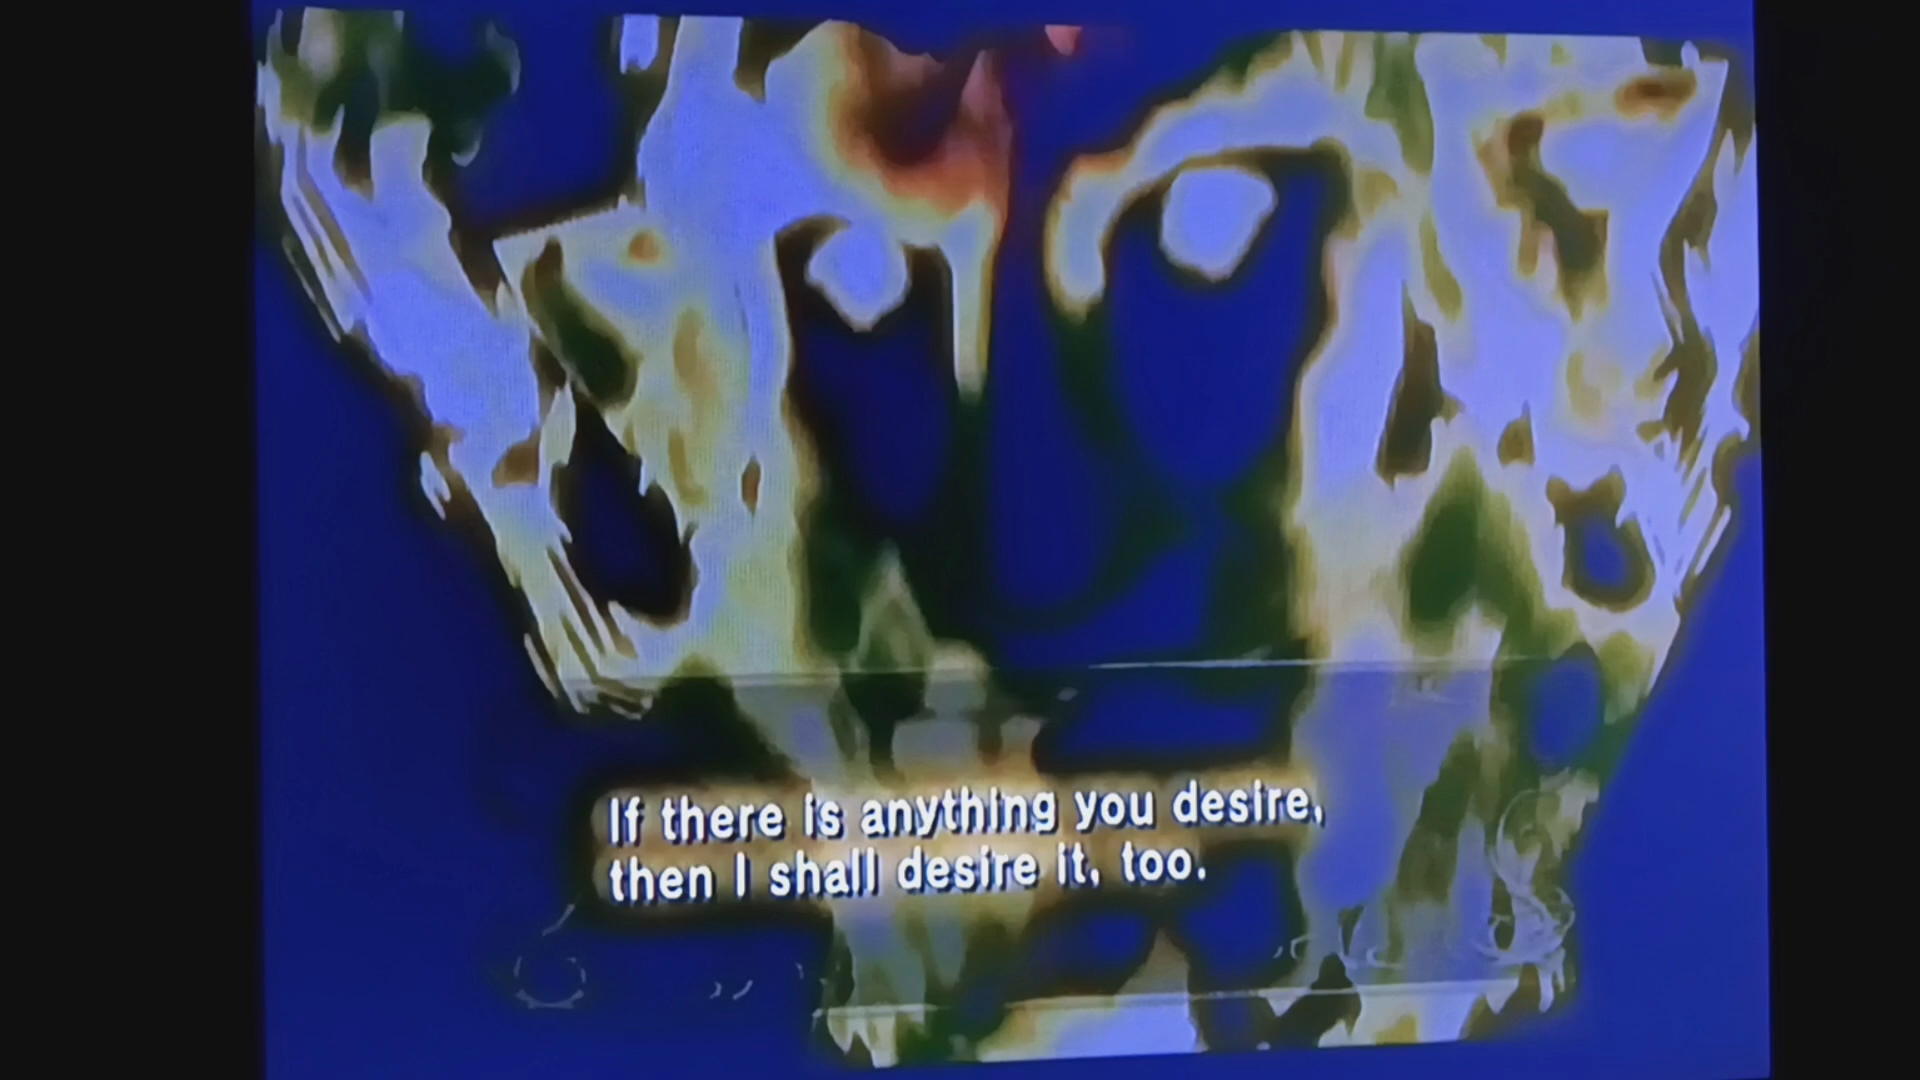 If there is anything you desire,
then I shall desire it, too.